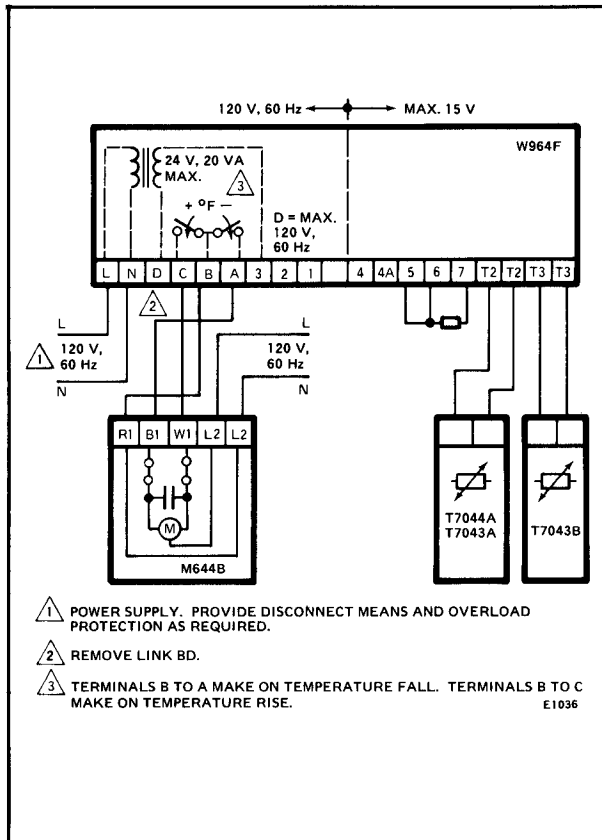 120 V, 60 Hz MAX. 15 V
W964F
24 V, 20 VA
MAX.
3
+ °F −
D = MAX.
120 V,
60 Hz
L N D C B A 3 2 1 4 4A 5 6 7 T2 T2 T3 T3
2
L L
1
120 V,
60 Hz
120 V,
60 Hz
N N
R1 B1 W1 L2 L2
M
M644B
T7044A
T7043A
T7043B
1 POWER SUPPLY. PROVIDE DISCONNECT MEANS AND OVERLOAD
PROTECTION AS REQUIRED.
2 REMOVE LINK BD.
3 TERMINALS B TO A MAKE ON TEMPERATURE FALL. TERMINALS B TO C
MAKE ON TEMPERATURE RISE.
E1036